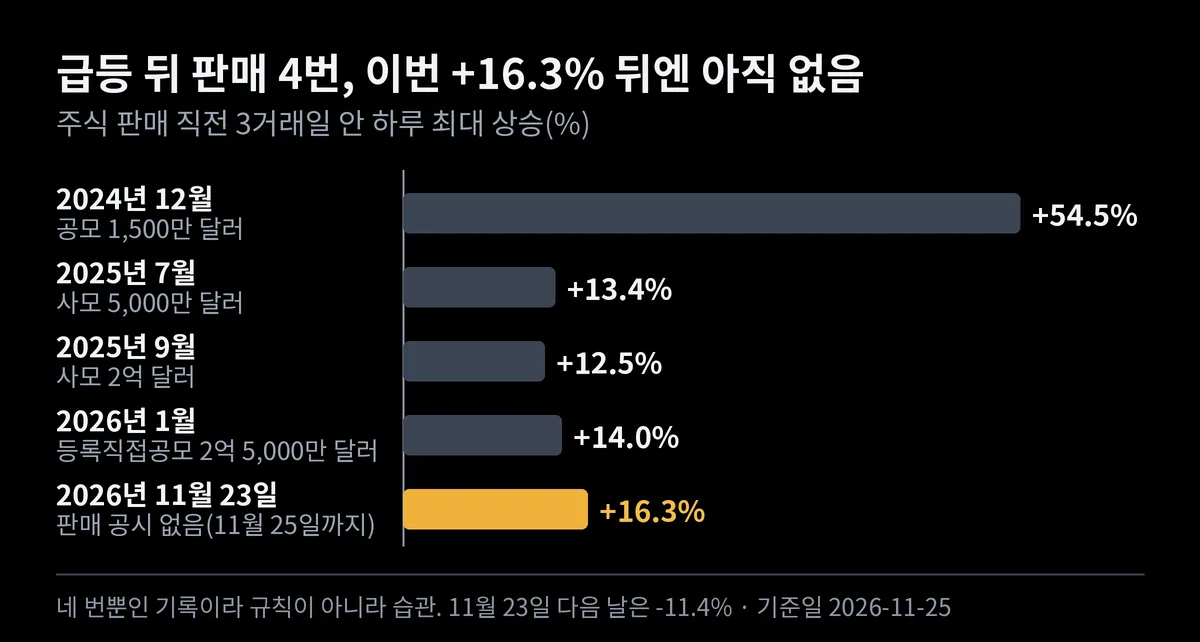 급등 뒤 판매 4번, 이번 +16.3% 뒤엔 아직 없음
주식 판매 직전 3거래일 안 하루 최대 상승(%)
2024년 12월
공모 1,500만 달러
+54.5%
2025년 7월
사모 5,000만 달러
+13.4%
2025년 9월
사모 2억 달러
+12.5%
2026년 1월
등록직접공모 2억 5,000만 달러
+14.0%
2026년 11월 23일
판매 공시 없음(11월 25일까지)
+16.3%
네 번뿐인 기록이라 규칙이 아니라 습관. 11월 23일 다음 날은 -11.4% · 기준일 2026-11-25